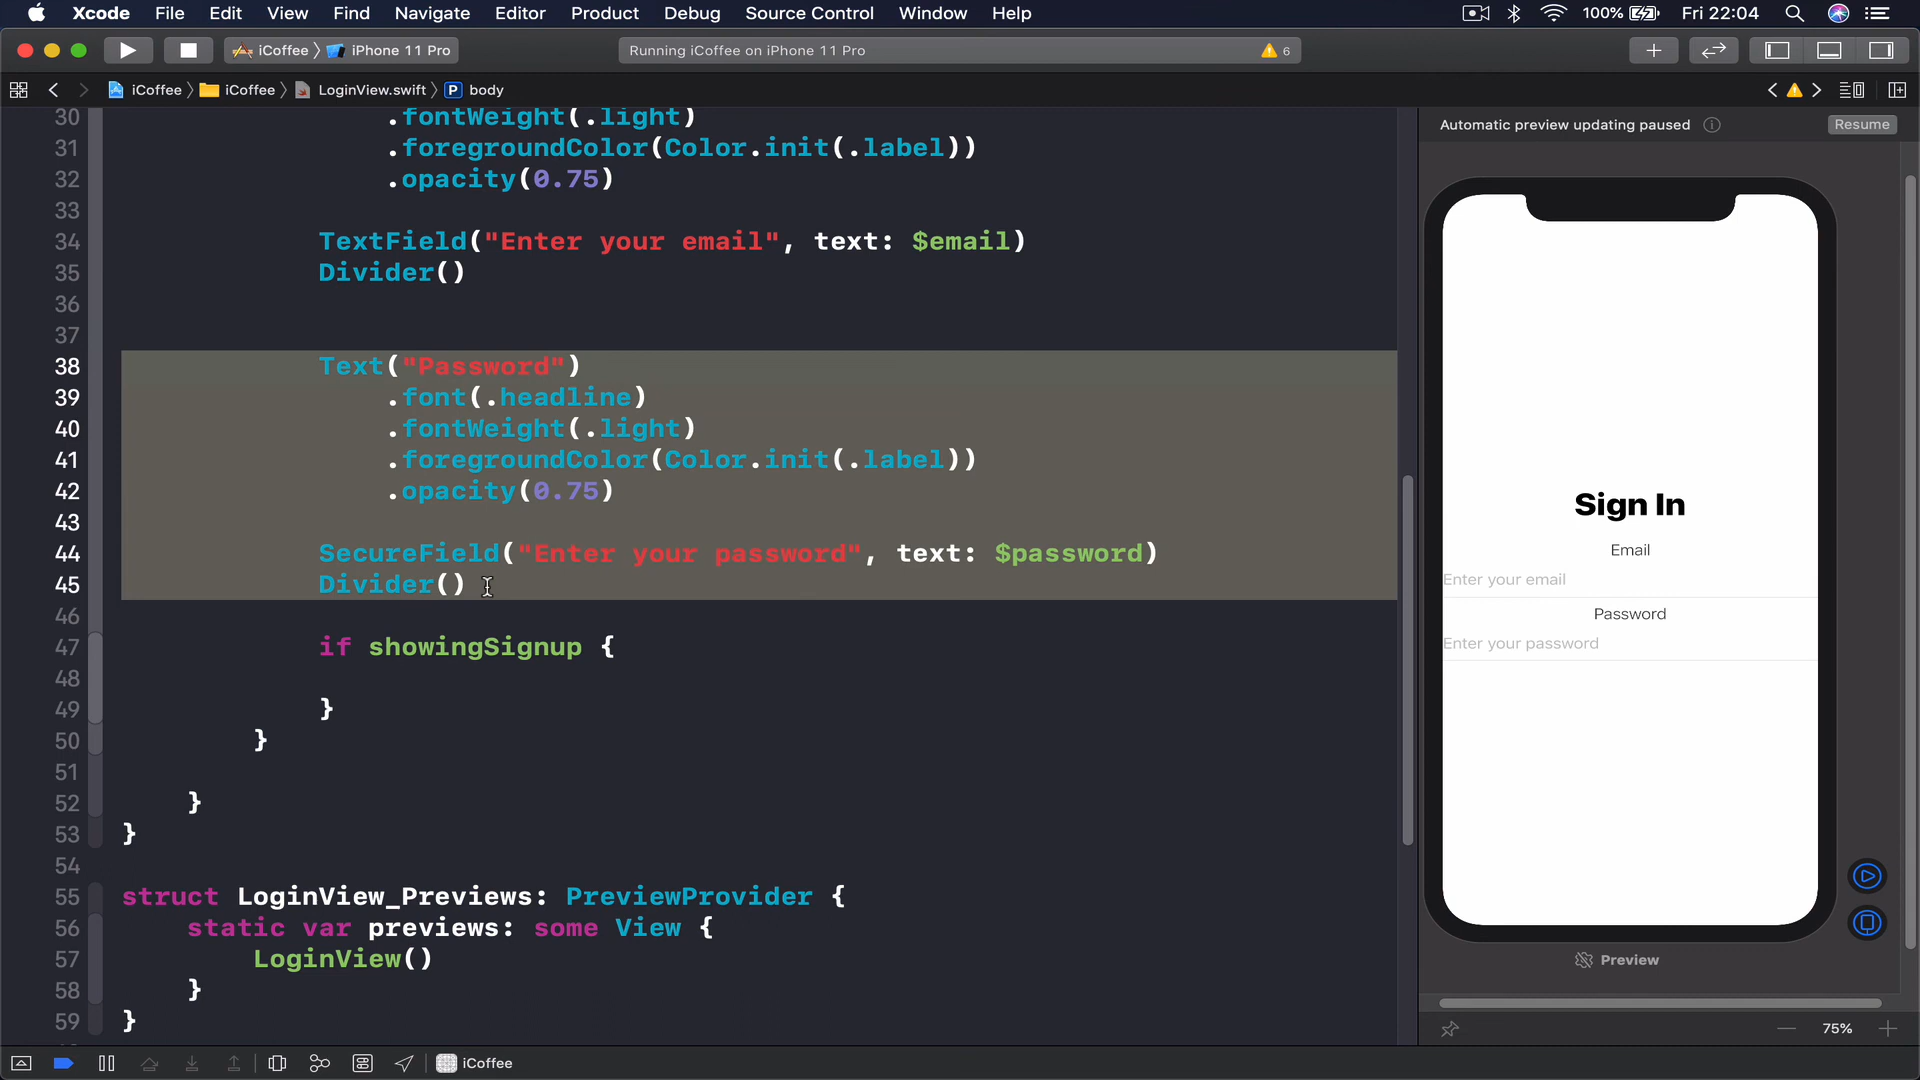 Xcode File Edit View Find Navigate Editor Product Debug Source Control Window Help 100% Fri 22:04
iCoffee iPhone 11 Pro Running iCoffee on iPhone 11 Pro 6
iCoffee iCoffee LoginView.swift P body
30 .fontWeight(.light)
31 .foregroundColor(Color.init(.label))
32 .opacity(0.75)
33
34 TextField("Enter your email", text: $email)
35 Divider()
36
37
38 Text("Password")
39 .font(.headline)
40 .fontWeight(.light)
41 .foregroundColor(Color.init(.label))
42 .opacity(0.75)
43
44 SecureField("Enter your password", text: $password)
45 Divider()
46
47 if showingSignup {
48
49 }
50 }
51
52 }
53 }
54
55 struct LoginView_Previews: PreviewProvider {
56 static var previews: some View {
57 LoginView()
58 }
59 }
Automatic preview updating paused Resume
Sign In
Email
Enter your email
Password
Enter your password
Preview
75%
iCoffee